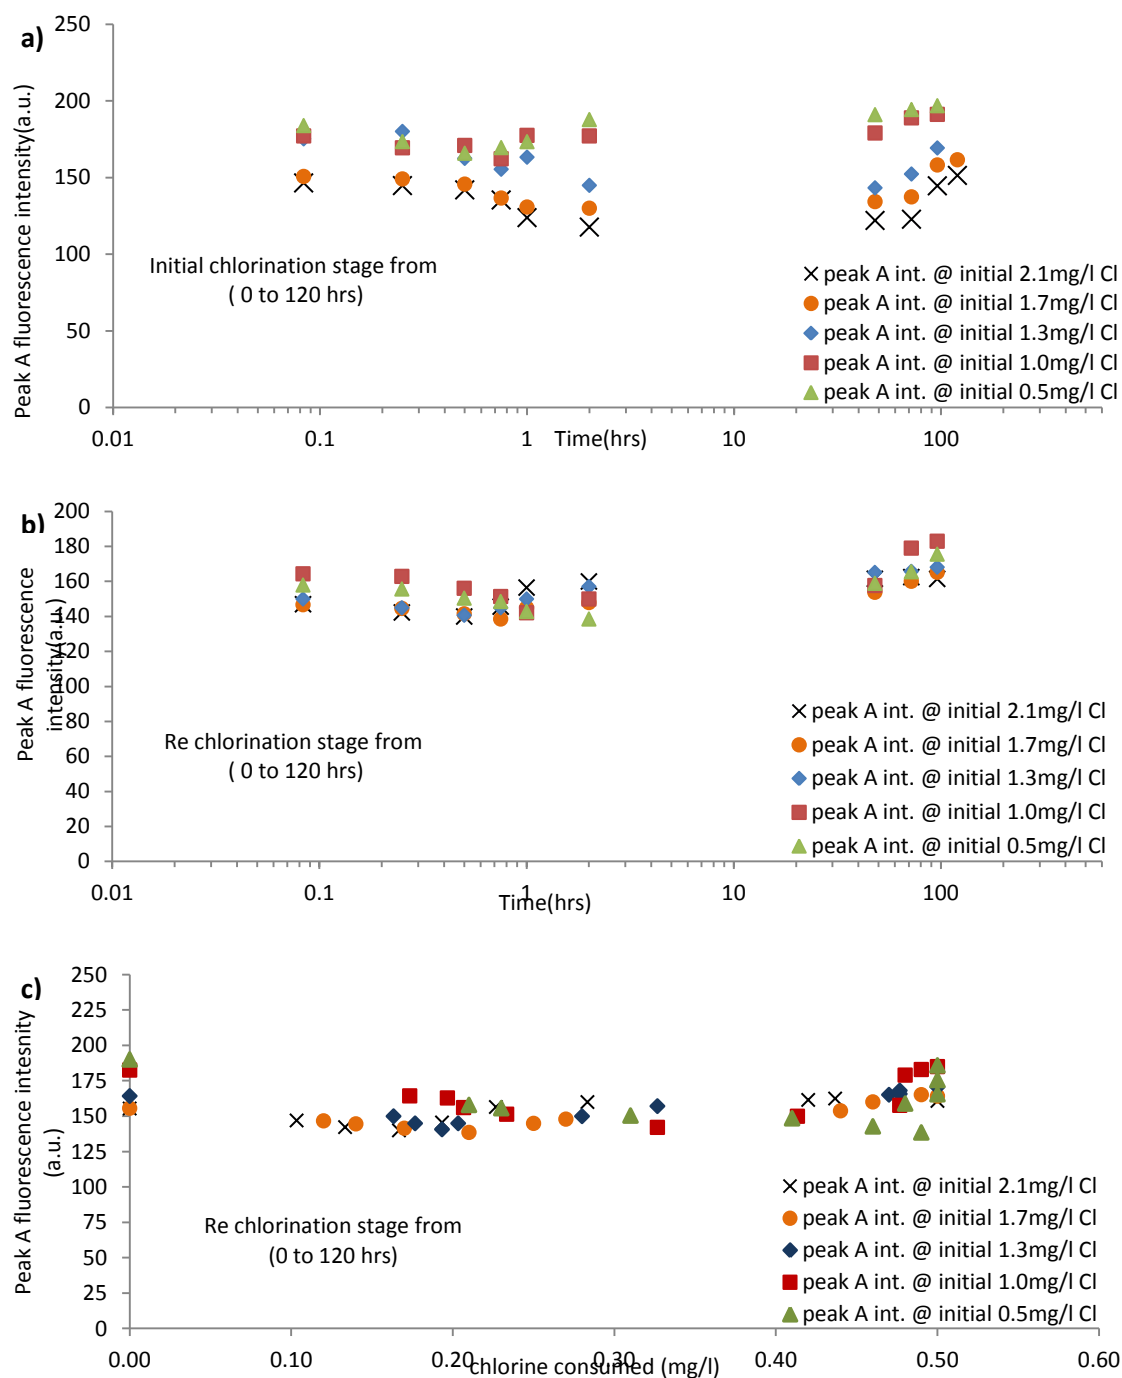 a)
Peak A fluorescence intensity(a.u.)
250
200
150
100
50
0
Initial chlorination stage from
( 0 to 120 hrs)
peak A int. @ initial 2.1mg/l Cl
peak A int. @ initial 1.7mg/l Cl
peak A int. @ initial 1.3mg/l Cl
peak A int. @ initial 1.0mg/l Cl
peak A int. @ initial 0.5mg/l Cl
0.01 0.1 1 10 100
Time(hrs)
b)
Peak A fluorescence
intensity(a.u.)
200
180
160
140
120
100
80
60
40
20
0
Re chlorination stage from
( 0 to 120 hrs)
peak A int. @ initial 2.1mg/l Cl
peak A int. @ initial 1.7mg/l Cl
peak A int. @ initial 1.3mg/l Cl
peak A int. @ initial 1.0mg/l Cl
peak A int. @ initial 0.5mg/l Cl
0.01 0.1 1 10 100
Time(hrs)
c)
Peak A fluorescence intesnity
(a.u.)
250
225
200
175
150
125
100
75
50
25
0
Re chlorination stage from
(0 to 120 hrs)
peak A int. @ initial 2.1mg/l Cl
peak A int. @ initial 1.7mg/l Cl
peak A int. @ initial 1.3mg/l Cl
peak A int. @ initial 1.0mg/l Cl
peak A int. @ initial 0.5mg/l Cl
0.00 0.10 0.20 0.30 0.40 0.50 0.60
chlorine consumed (mg/l)